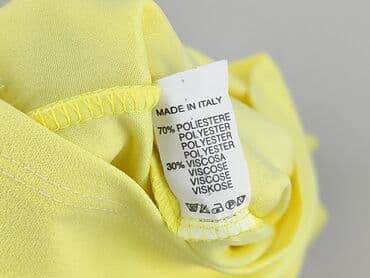 MADE IN ITALY
70% POLIESTERE
POLYESTER
POLYESTER
POLYESTER
30% VISCOSA
VISCOSE
VISCOSE
VISKOSE